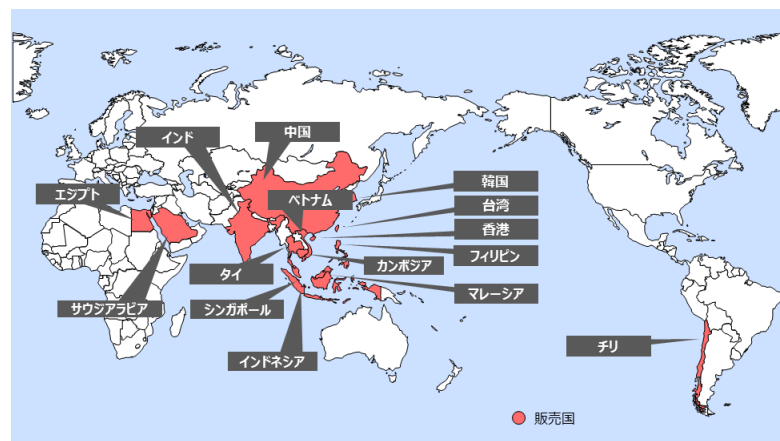 中国
インド
韓国
エジプト
ベトナム
台湾
香港
フィリピン
タイ
カンボジア
サウジアラビア
シンガポール
マレーシア
チリ
インドネシア
販売国